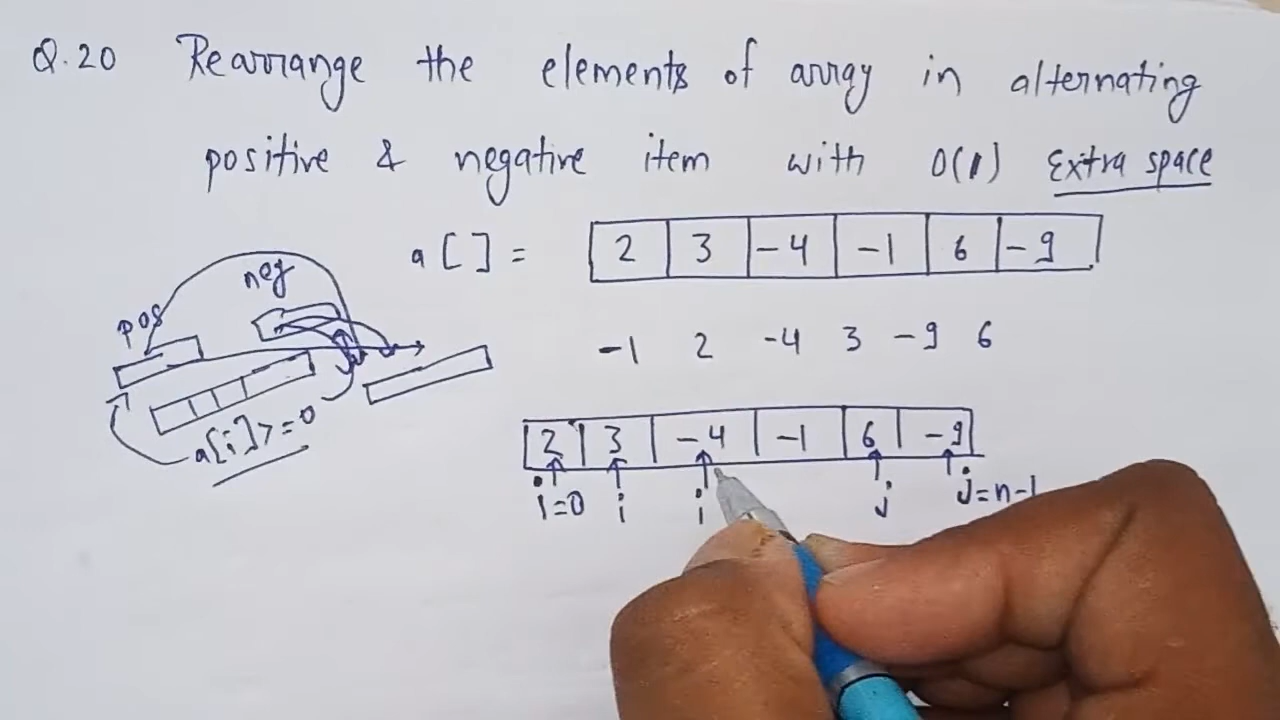 Q.20 Rearrange the elements of array in alternating
positive & negative item with O(1) Extra space
a[ ] = 2 3 -4 -1 6 -9
neg
pos
-1 2 -4 3 -9 6
a[i]>=0
2 3 -4 -1 6 -9
i=0 i i j j=n-1